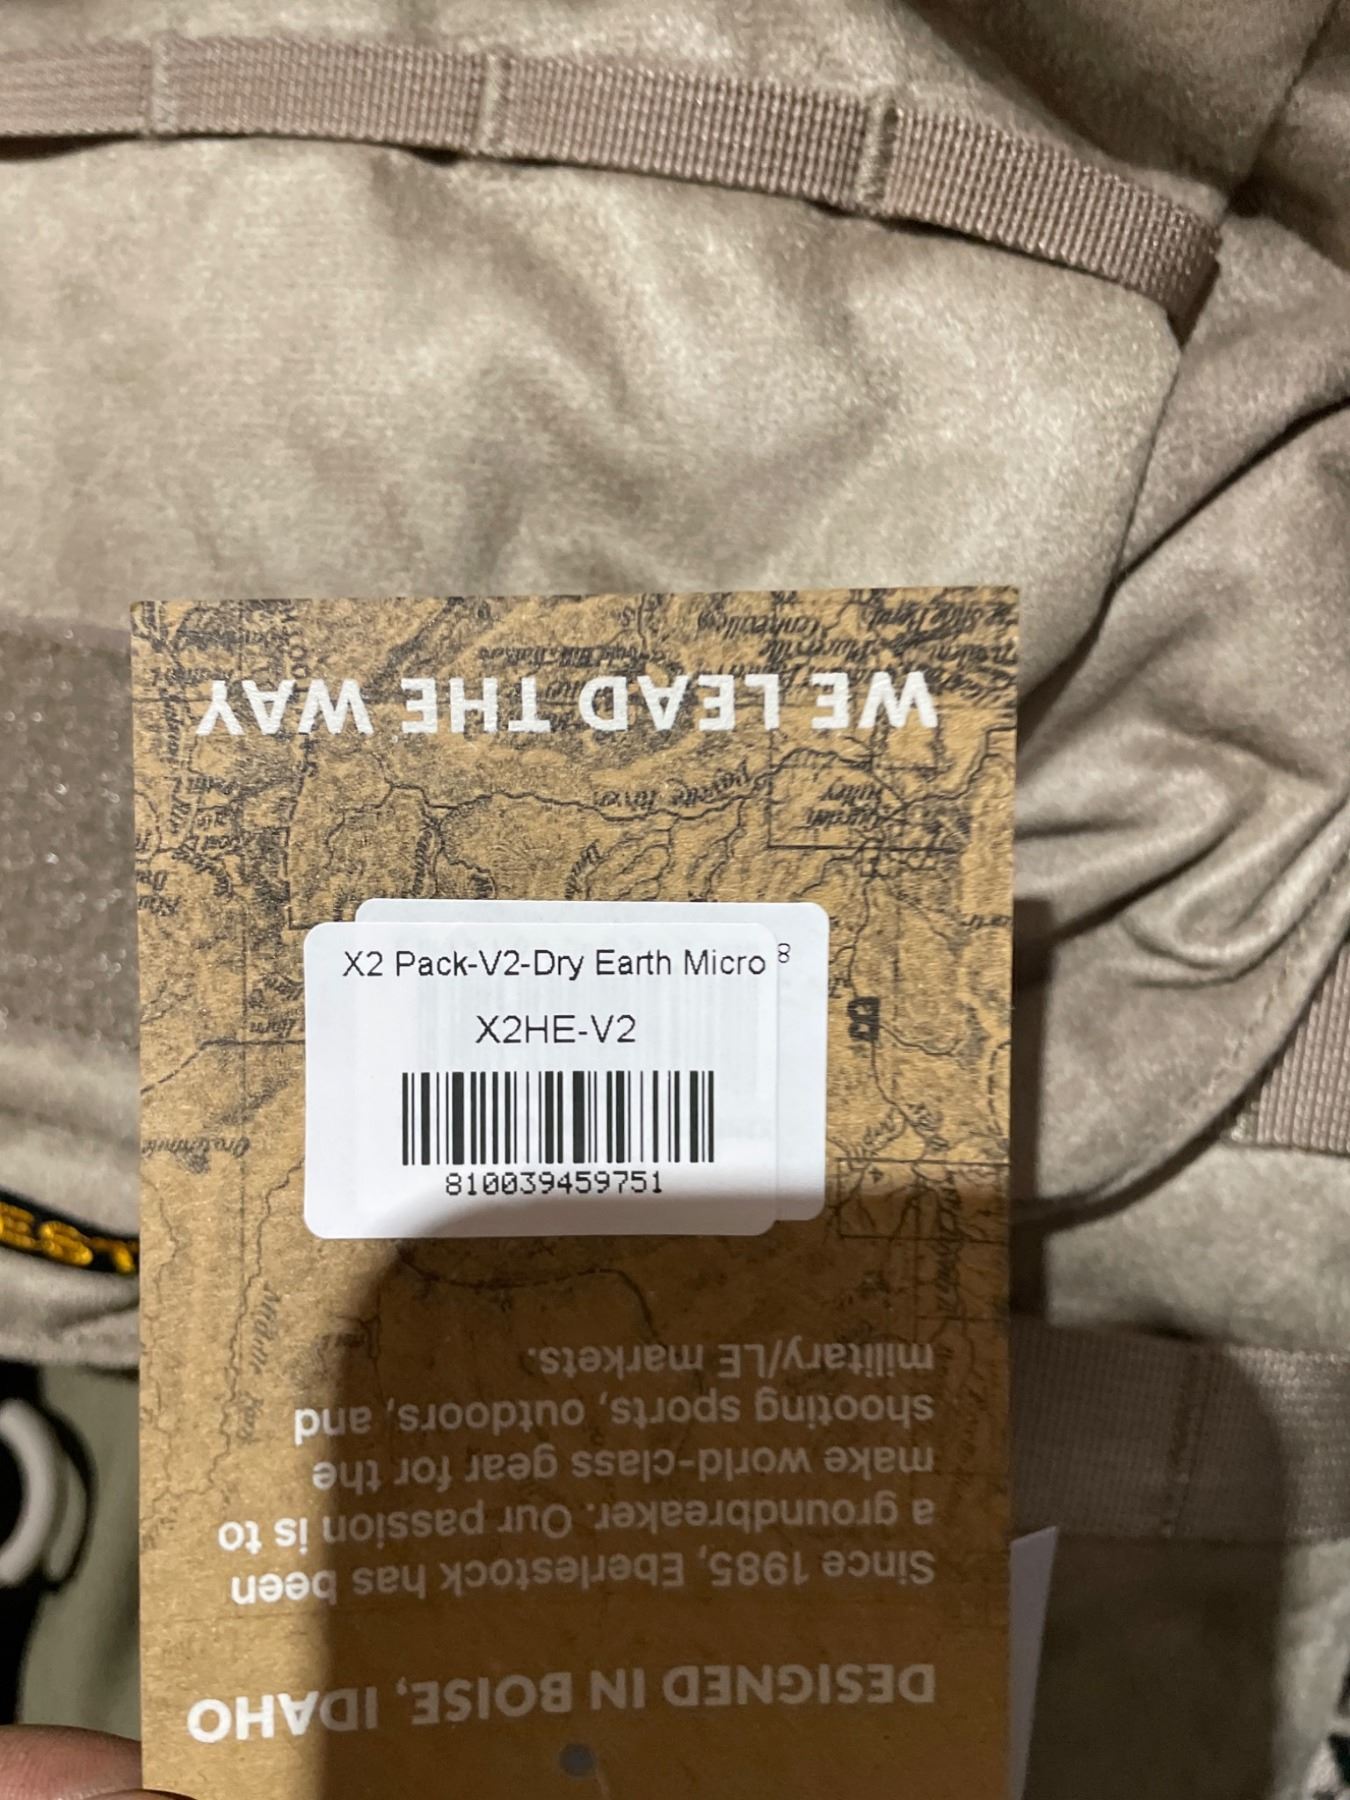 WE LEAD THE WAY
X2 Pack-V2-Dry Earth Micro
8
X2HE-V2
810039459751
DESIGNED IN BOISE, IDAHO
Since 1985, Eberlestock has been
a groundbreaker. Our passion is to
make world-class gear for the
shooting sports, outdoors, and
military/LE markets.